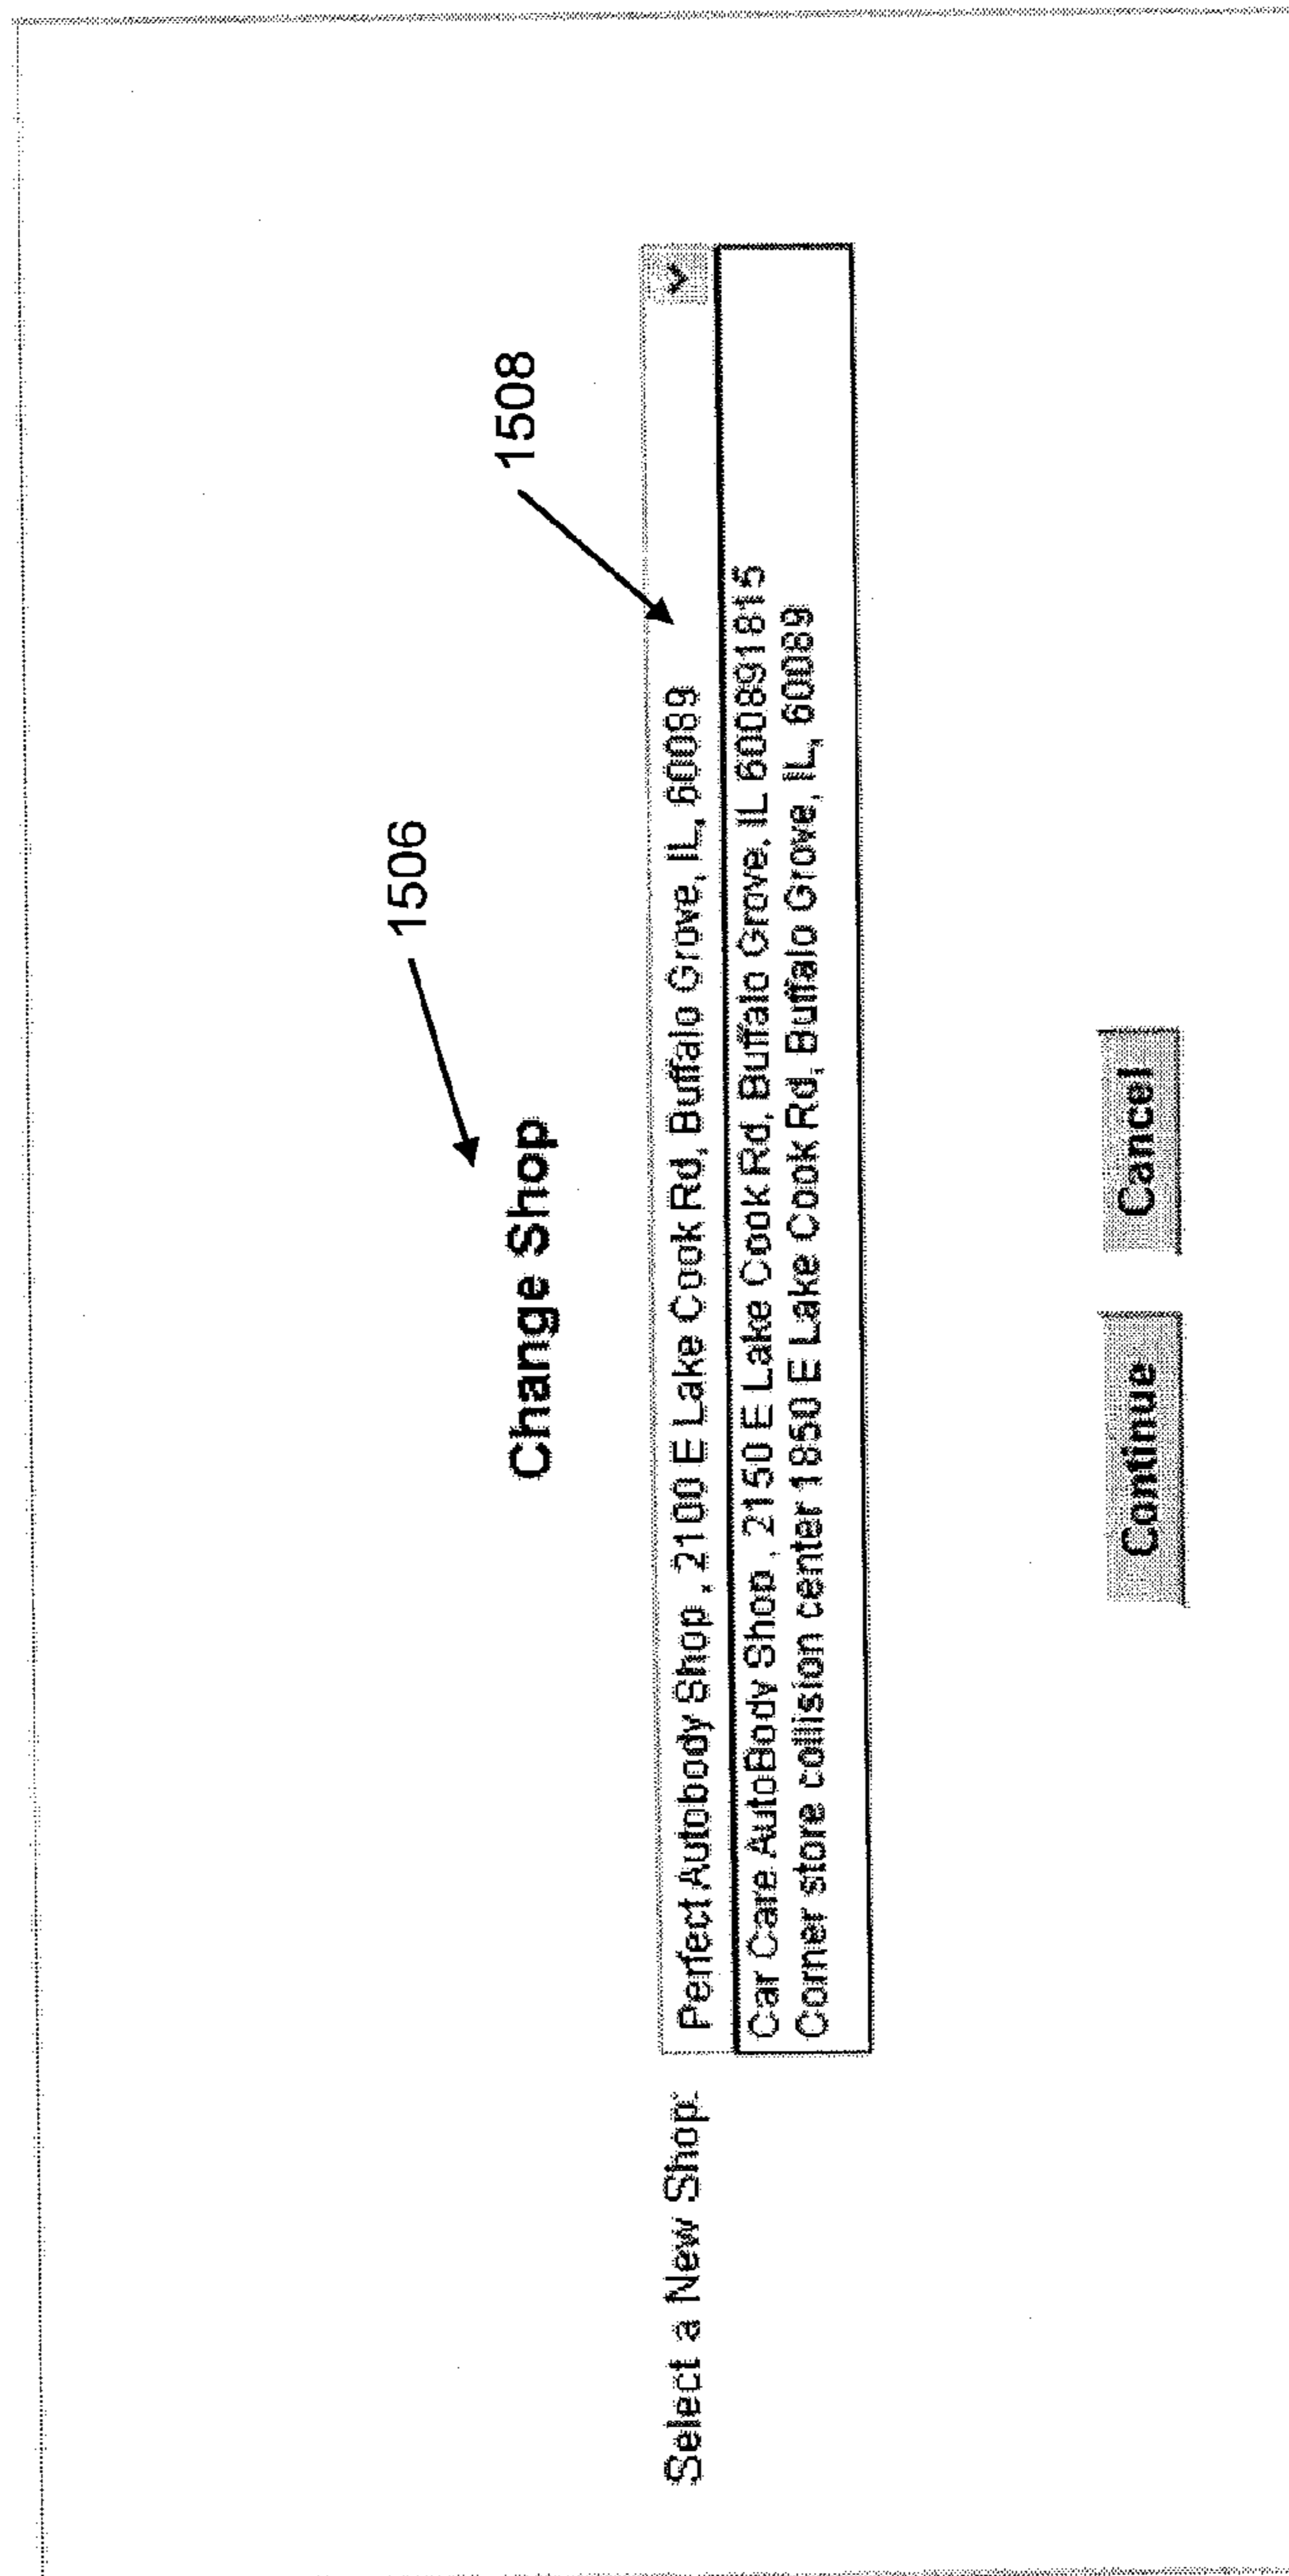 1506
Change Shop
1508
Select a New Shop:
Perfect Autobody Shop , 2100 E Lake Cook Rd, Buffalo Grove, IL, 60089
Car Care AutoBody Shop , 2150 E Lake Cook Rd, Buffalo Grove, IL 600891815
Corner store collision center 1850 E Lake Cook Rd, Buffalo Grove, IL, 60089
Continue Cancel